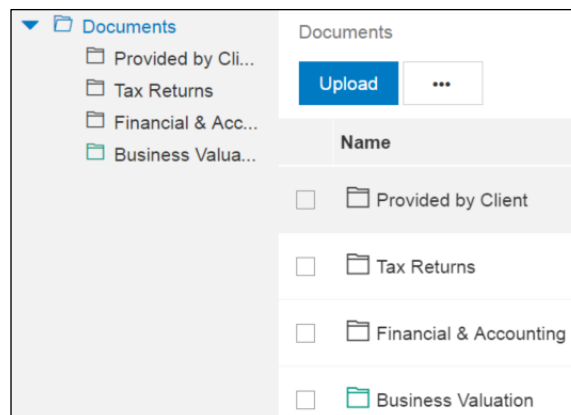 Documents
Provided by Cli...
Tax Returns
Financial & Acc...
Business Valua...
Documents
Upload
•••
Name
Provided by Client
Tax Returns
Financial & Accounting
Business Valuation